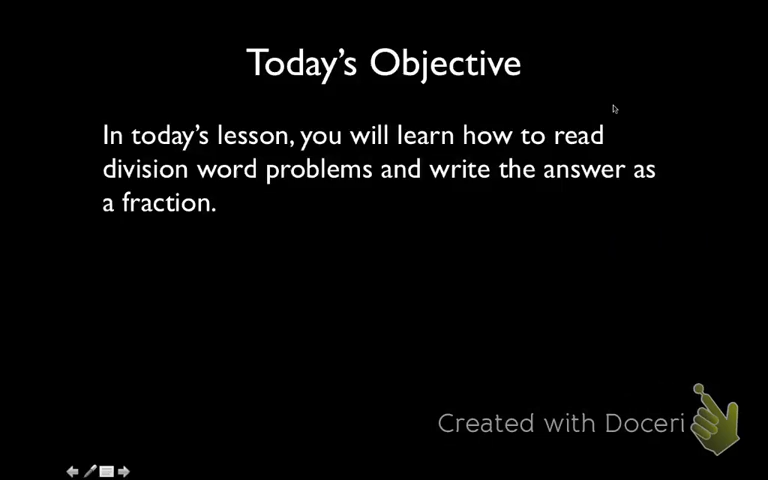 Today's Objective
In today's lesson, you will learn how to read
division word problems and write the answer as
a fraction.
Created with Doceri